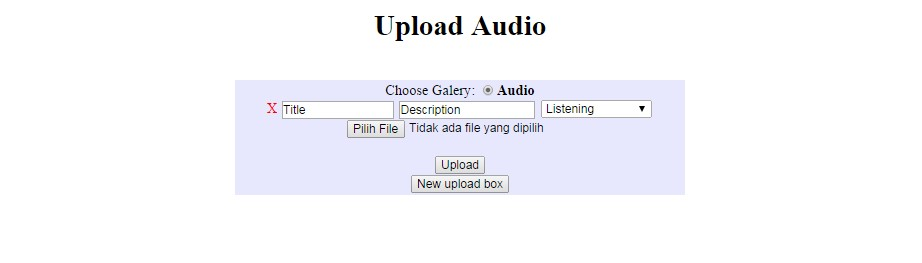 Upload Audio
Choose Galery: Audio
X Title Description Listening
Pilih File Tidak ada file yang dipilih
Upload
New upload box